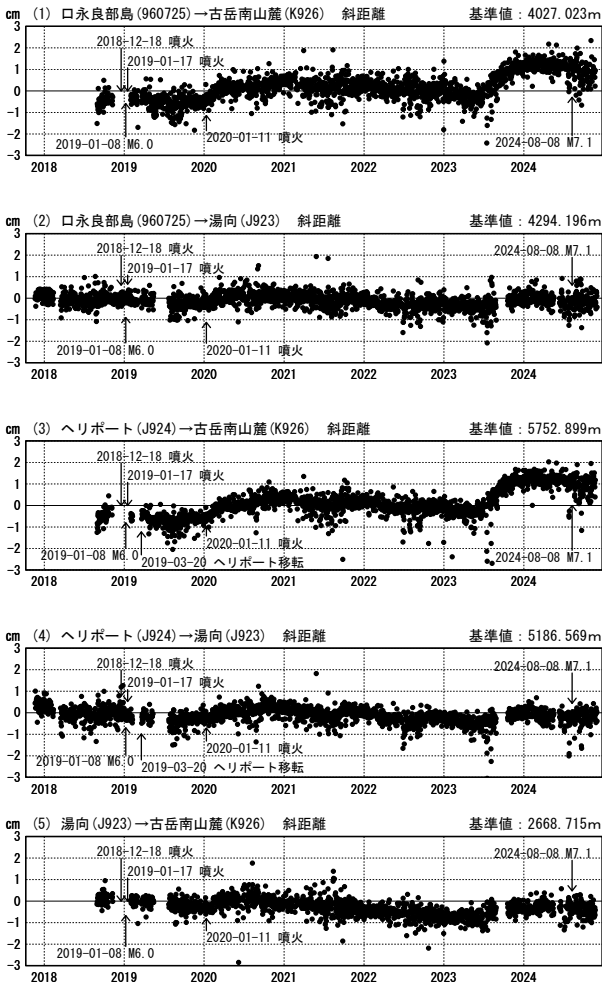 cm (1) 口永良部島(960725)→古岳南山麓(K926) 斜距離 基準値：4027.023m
3
2018-12-18 噴火
2
2019-01-17 噴火
1
0
-1
-2
2019-01-08 M6.0
2020-01-11 噴火
2024-08-08 M7.1
-3
2018 2019 2020 2021 2022 2023 2024
cm (2) 口永良部島(960725)→湯向(J923) 斜距離 基準値：4294.196m
3
2018-12-18 噴火
2024-08-08 M7.1
2
2019-01-17 噴火
1
0
-1
-2
2019-01-08 M6.0
2020-01-11 噴火
-3
2018 2019 2020 2021 2022 2023 2024
cm (3) ヘリポート(J924)→古岳南山麓(K926) 斜距離 基準値：5752.899m
3
2018-12-18 噴火
2
2019-01-17 噴火
1
0
-1
-2
2020-01-11 噴火
2019-01-08 M6.0
2024-08-08 M7.1
2019-03-20 ヘリポート移転
-3
2018 2019 2020 2021 2022 2023 2024
cm (4) ヘリポート(J924)→湯向(J923) 斜距離 基準値：5186.569m
3
2018-12-18 噴火
2024-08-08 M7.1
2
2019-01-17 噴火
1
0
-1
-2
2020-01-11 噴火
2019-01-08 M6.0
2019-03-20 ヘリポート移転
-3
2018 2019 2020 2021 2022 2023 2024
cm (5) 湯向(J923)→古岳南山麓(K926) 斜距離 基準値：2668.715m
3
2018-12-18 噴火
2024-08-08 M7.1
2
2019-01-17 噴火
1
0
-1
-2
2020-01-11 噴火
2019-01-08 M6.0
-3
2018 2019 2020 2021 2022 2023 2024